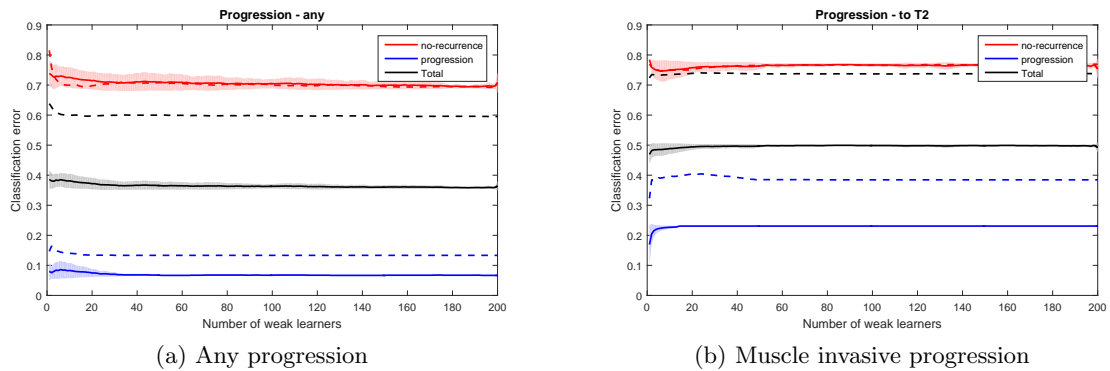 Progression - any
0.9
0.8
0.7
0.6
0.5
0.4
0.3
0.2
0.1
0
Classification error
no-recurrence
progression
Total
0 20 40 60 80 100 120 140 160 180 200
Number of weak learners
(a) Any progression
Progression - to T2
0.9
0.8
0.7
0.6
0.5
0.4
0.3
0.2
0.1
0
Classification error
no-recurrence
progression
Total
0 20 40 60 80 100 120 140 160 180 200
Number of weak learners
(b) Muscle invasive progression